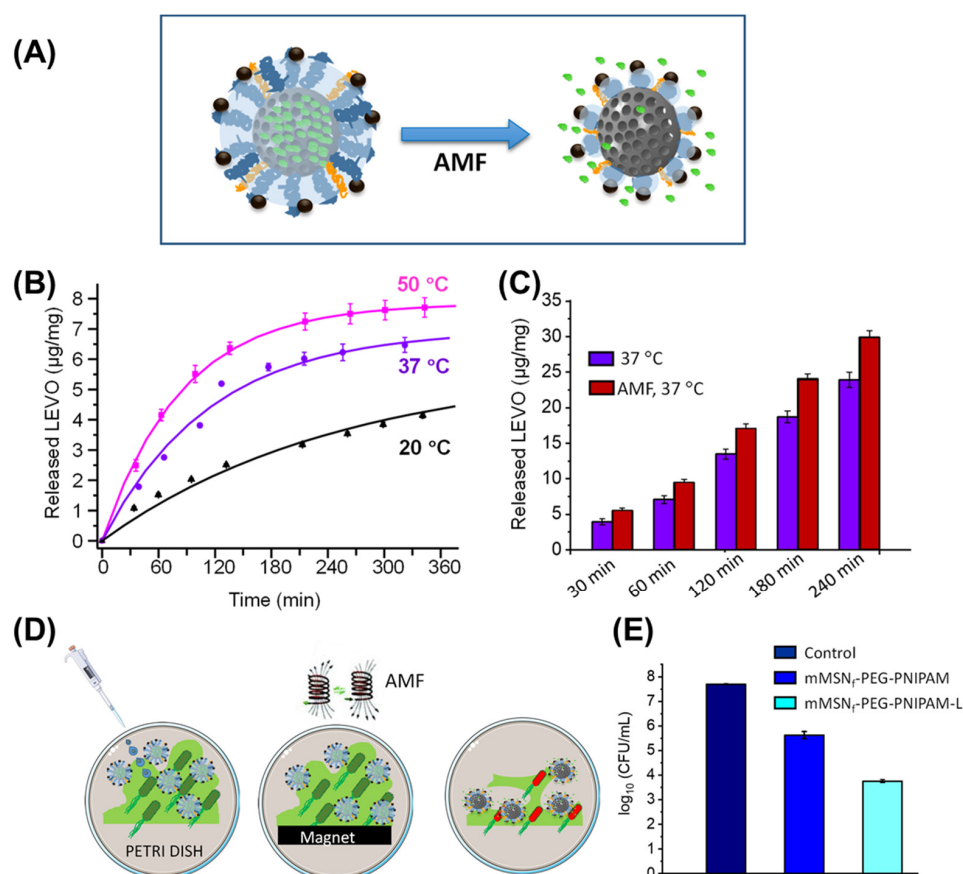 (A)
AMF
(B)
Released LEVO (µg/mg)
8
7
6
5
4
3
2
1
0
50 °C
37 °C
20 °C
0 60 120 180 240 300 360
Time (min)
(C)
Released LEVO (µg/mg)
35
30
25
20
15
10
5
0
37 °C
AMF, 37 °C
30 min 60 min 120 min 180 min 240 min
(D)
AMF
PETRI DISH
Magnet
(E)
Control
mMSNf-PEG-PNIPAM
mMSNf-PEG-PNIPAM-L
log10 (CFU/mL)
8
7
6
5
4
3
2
1
0